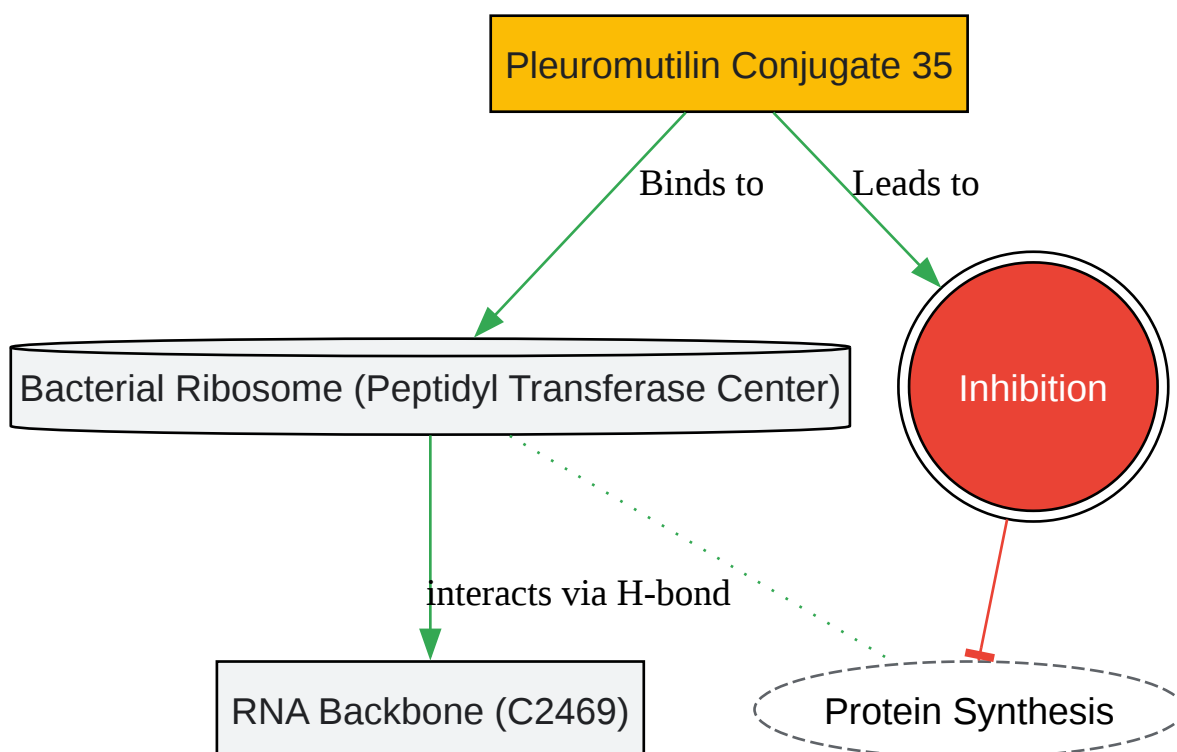 Pleuromutilin Conjugate 35
Binds to
Leads to
Bacterial Ribosome (Peptidyl Transferase Center)
Inhibition
interacts via H-bond
RNA Backbone (C2469)
Protein Synthesis